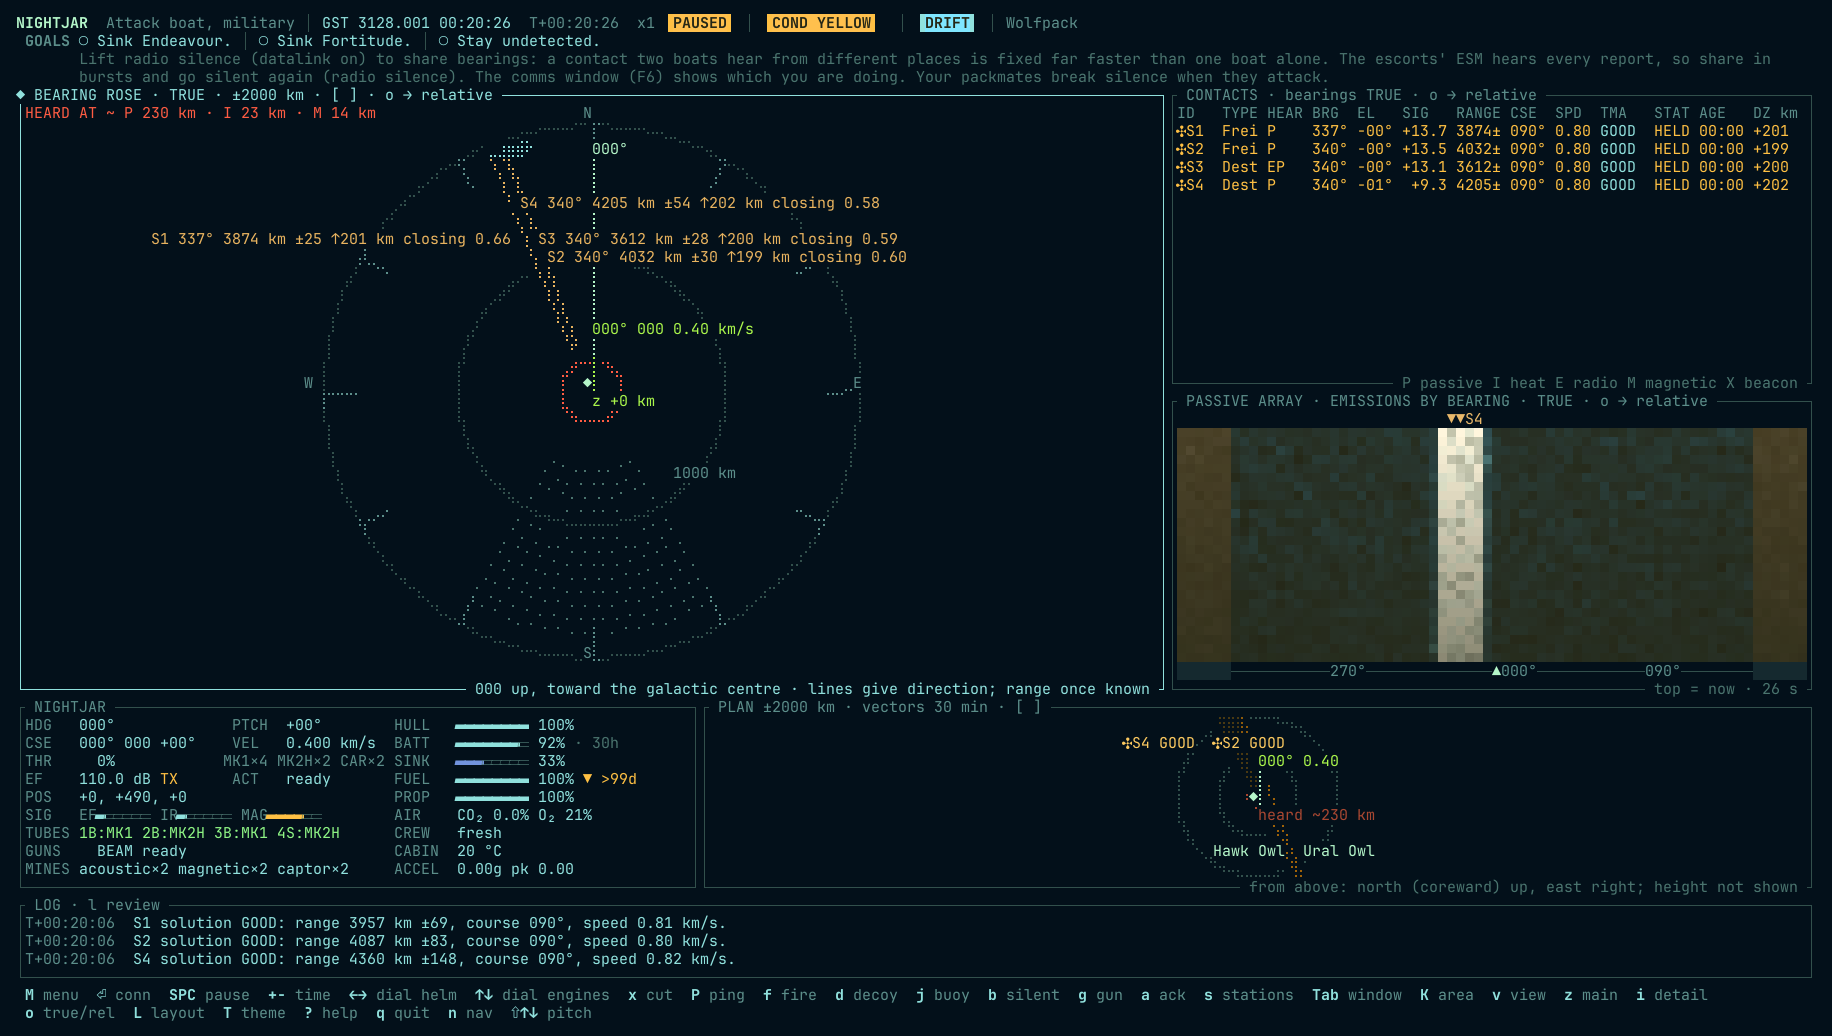 NIGHTJAR Attack boat, military │ GST 3128.001 00:20:26 T+00:20:26 x1 PAUSED │ COND YELLOW │ DRIFT │ Wolfpack
GOALS ○ Sink Endeavour. │ ○ Sink Fortitude. │ ○ Stay undetected.
Lift radio silence (datalink on) to share bearings: a contact two boats hear from different places is fixed far faster than one boat alone. The escorts' ESM hears every report, so share in
bursts and go silent again (radio silence). The comms window (F6) shows which you are doing. Your packmates break silence when they attack.
◆ BEARING ROSE · TRUE · ±2000 km · [ ] · o → relative
HEARD AT ~ P 230 km · I 23 km · M 14 km
N
000°
S4 340° 4205 km ±54 ↑202 km closing 0.58
S1 337° 3874 km ±25 ↑201 km closing 0.66 S3 340° 3612 km ±28 ↑200 km closing 0.59
S2 340° 4032 km ±30 ↑199 km closing 0.60
000° 000 0.40 km/s
W ◆ E
z +0 km
1000 km
S
000 up, toward the galactic centre · lines give direction; range once known
CONTACTS · bearings TRUE · o → relative
ID TYPE HEAR BRG EL SIG RANGE CSE SPD TMA STAT AGE DZ km
✣S1 Frei P 337° -00° +13.7 3874± 090° 0.80 GOOD HELD 00:00 +201
✣S2 Frei P 340° -00° +13.5 4032± 090° 0.80 GOOD HELD 00:00 +199
✣S3 Dest EP 340° -00° +13.1 3612± 090° 0.80 GOOD HELD 00:00 +200
✣S4 Dest P 340° -01° +9.3 4205± 090° 0.80 GOOD HELD 00:00 +202
P passive I heat E radio M magnetic X beacon
PASSIVE ARRAY · EMISSIONS BY BEARING · TRUE · o → relative
▼▼S4
270° ▲000° 090°
top = now · 26 s
NIGHTJAR
HDG 000° PTCH +00° HULL 100%
CSE 000° 000 +00° VEL 0.400 km/s BATT 92% · 30h
THR 0% MK1×4 MK2H×2 CAR×2 SINK 33%
EF 110.0 dB TX ACT ready FUEL 100% ▼ >99d
POS +0, +490, +0 PROP 100%
SIG EF IR MAG AIR CO₂ 0.0% O₂ 21%
TUBES 1B:MK1 2B:MK2H 3B:MK1 4S:MK2H CREW fresh
GUNS BEAM ready CABIN 20 °C
MINES acoustic×2 magnetic×2 captor×2 ACCEL 0.00g pk 0.00
PLAN ±2000 km · vectors 30 min · [ ]
✣S4 GOOD ✣S2 GOOD
000° 0.40
heard ~230 km
Hawk Owl Ural Owl
from above: north (coreward) up, east right; height not shown
LOG · l review
T+00:20:06 S1 solution GOOD: range 3957 km ±69, course 090°, speed 0.81 km/s.
T+00:20:06 S2 solution GOOD: range 4087 km ±83, course 090°, speed 0.80 km/s.
T+00:20:06 S4 solution GOOD: range 4360 km ±148, course 090°, speed 0.82 km/s.
M menu ⏎ conn SPC pause +- time ↔ dial helm ↑↓ dial engines x cut P ping f fire d decoy j buoy b silent g gun a ack s stations Tab window K area v view z main i detail
o true/rel L layout T theme ? help q quit n nav ⇧↑↓ pitch